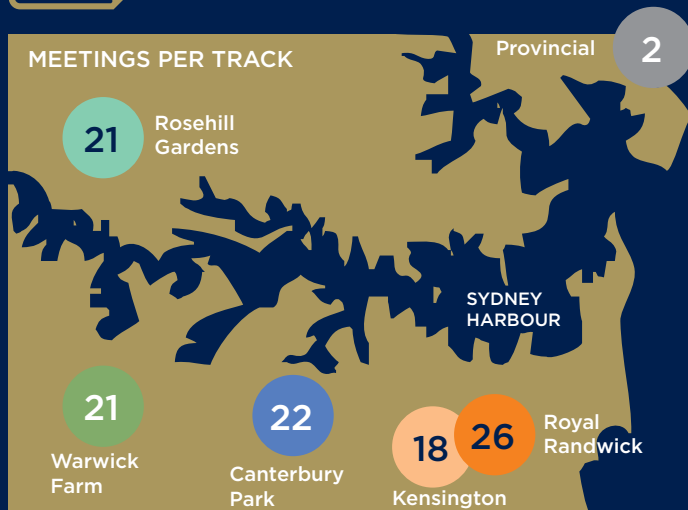 MEETINGS PER TRACK
Provincial
2
21
Rosehill
Gardens
SYDNEY
HARBOUR
21
Warwick
Farm
22
Canterbury
Park
18
Kensington
26
Royal
Randwick